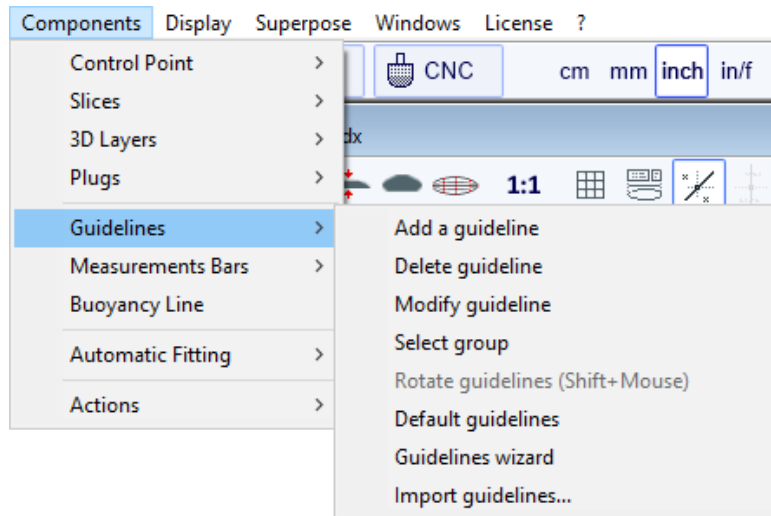 Components Display Superpose Windows License ?
Control Point
CNC cm mm inch in/f
Slices
3D Layers
dx
Plugs
1:1
Guidelines
Add a guideline
Measurements Bars
Delete guideline
Buoyancy Line
Modify guideline
Automatic Fitting
Select group
Rotate guidelines (Shift+Mouse)
Actions
Default guidelines
Guidelines wizard
Import guidelines...